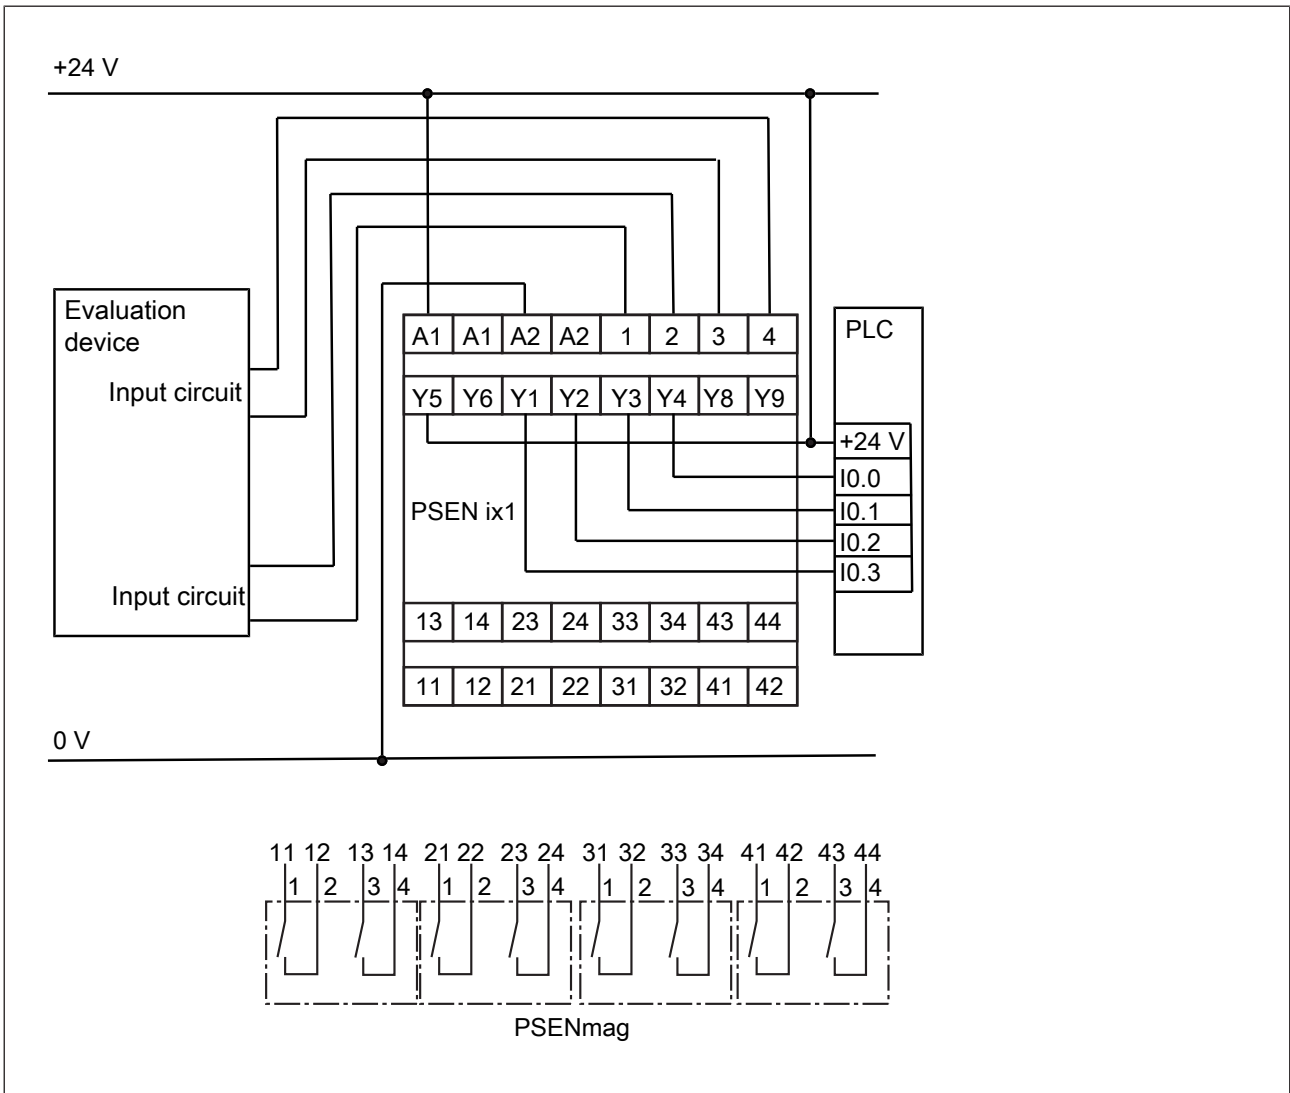 +24 V
Evaluation
device
Input circuit
Input circuit
A1 A1 A2 A2 1 2 3 4
Y5 Y6 Y1 Y2 Y3 Y4 Y8 Y9
PSEN ix1
13 14 23 24 33 34 43 44
11 12 21 22 31 32 41 42
PLC
+24 V
I0.0
I0.1
I0.2
I0.3
0 V
11 12 13 14 21 22 23 24 31 32 33 34 41 42 43 44
1 2 3 4 1 2 3 4 1 2 3 4 1 2 3 4
PSENmag